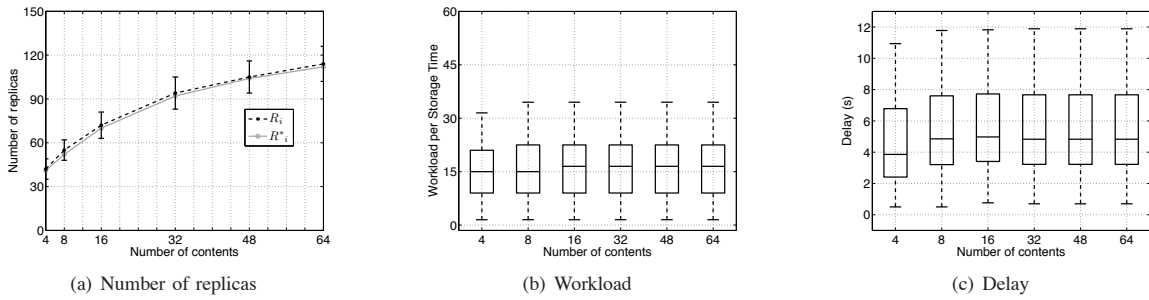 150
120
90
60
30
0
4 8 16 32 48 64
Number of replicas
Number of contents
R_i
R*_i
(a) Number of replicas
60
45
30
15
0
4 8 16 32 48 64
Workload per Storage Time
Number of contents
(b) Workload
12
10
8
6
4
2
0
4 8 16 32 48 64
Delay (s)
Number of contents
(c) Delay